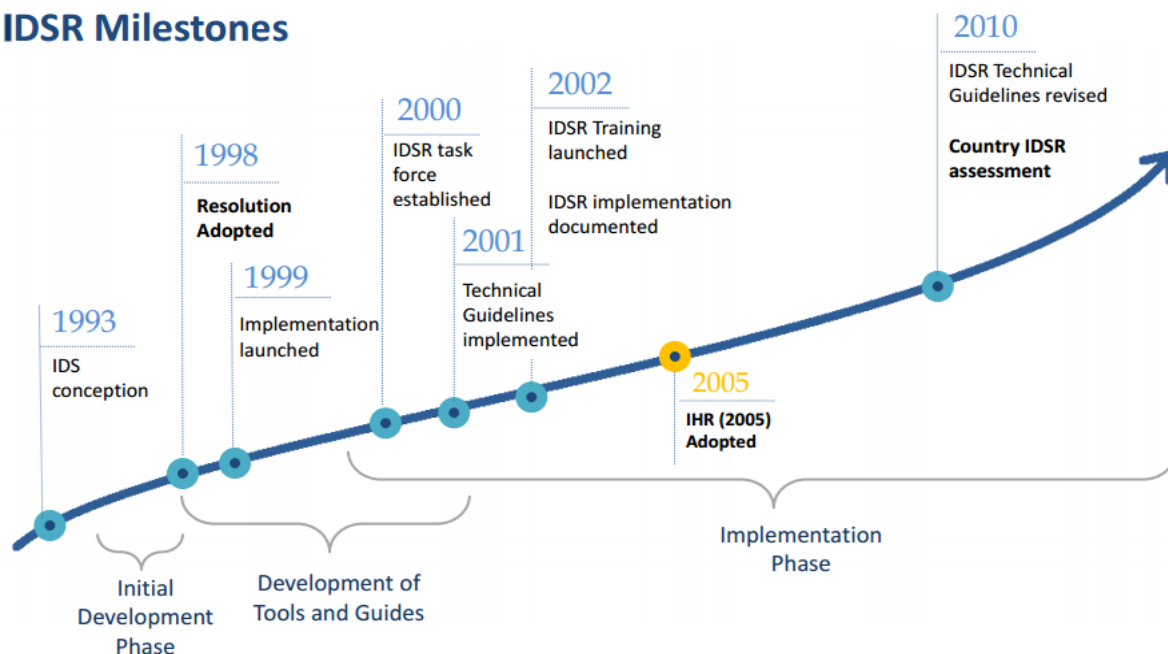 IDSR Milestones
1993
IDS
conception
1998
Resolution
Adopted
1999
Implementation
launched
2000
IDSR task
force
established
2001
Technical
Guidelines
implemented
2002
IDSR Training
launched
IDSR implementation
documented
2005
IHR (2005)
Adopted
2010
IDSR Technical
Guidelines revised
Country IDSR
assessment
Initial
Development
Phase
Development of
Tools and Guides
Implementation
Phase